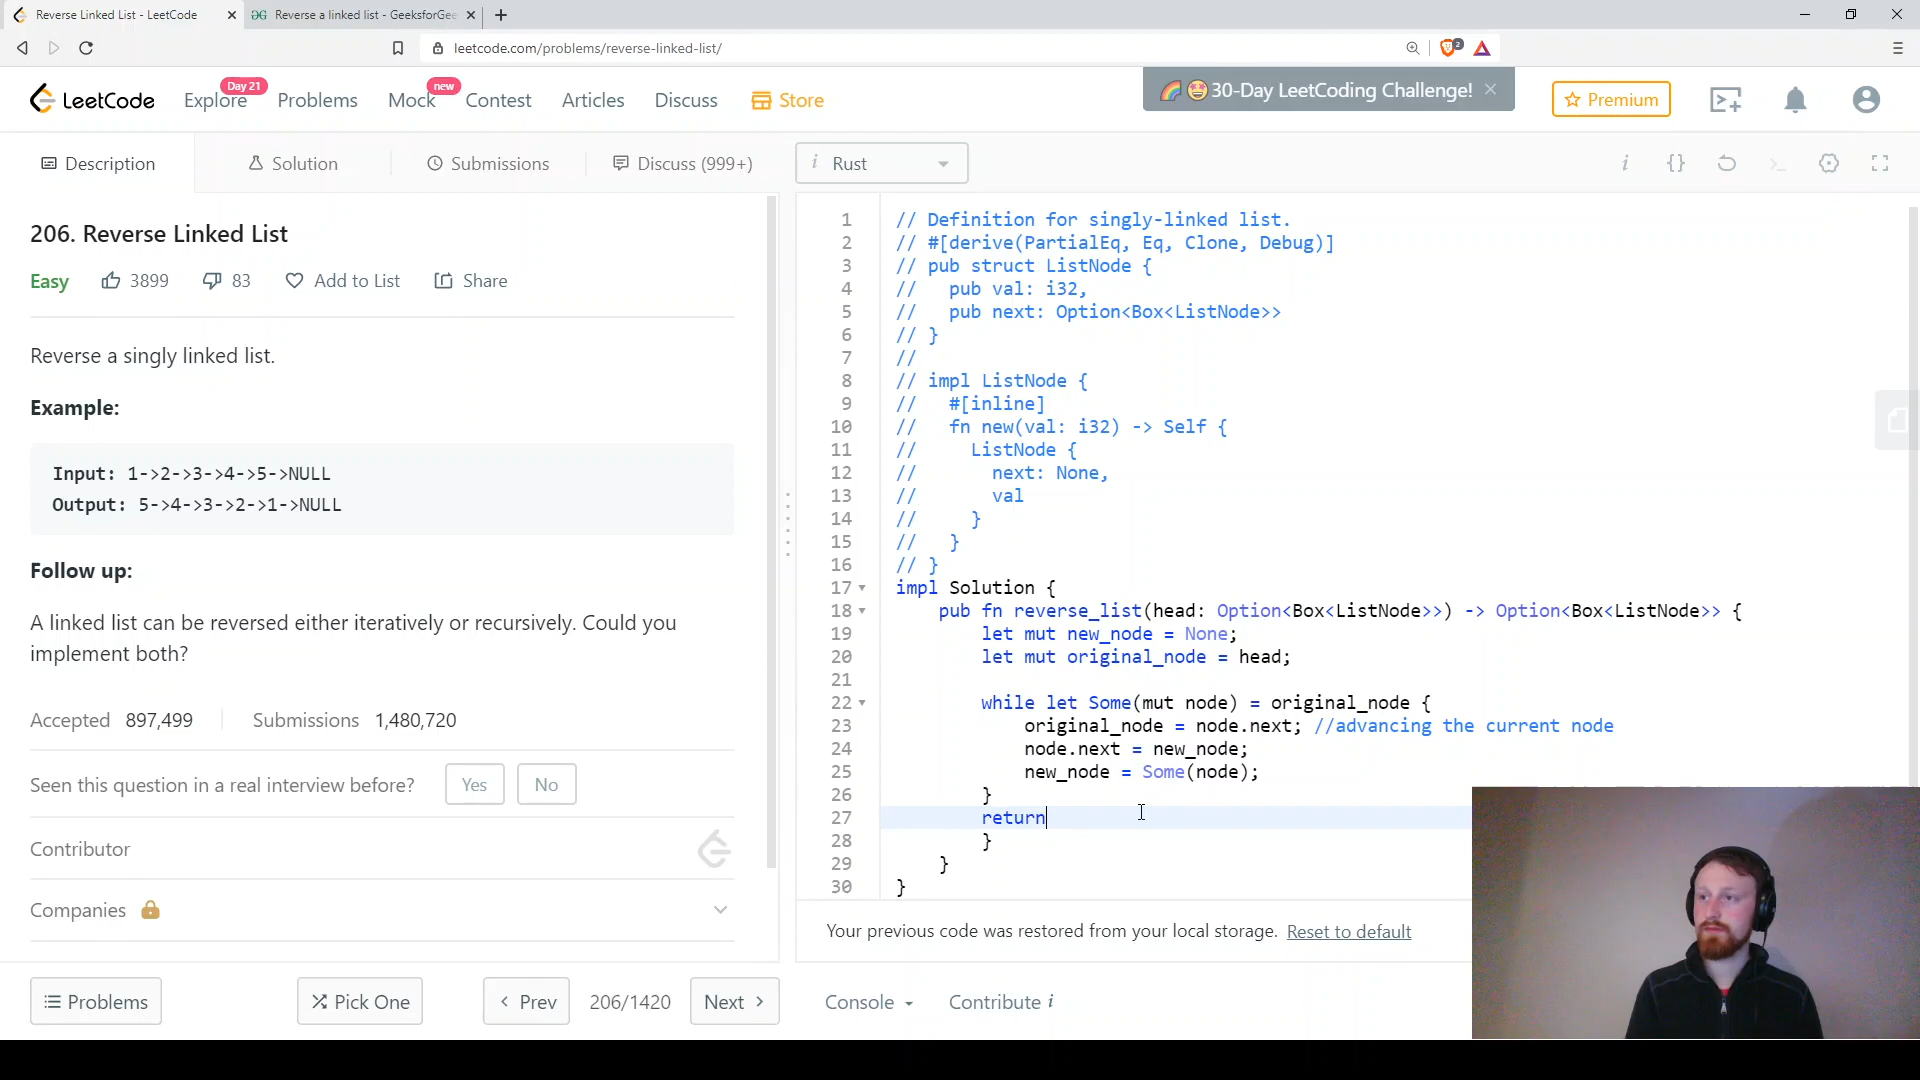 Reverse Linked List - LeetCode
Reverse a linked list - GeeksforGee
leetcode.com/problems/reverse-linked-list/
2
LeetCode
Explore
Day 21
Problems
Mock
new
Contest
Articles
Discuss
Store
30-Day LeetCoding Challenge!
Premium
Description
Solution
Submissions
Discuss (999+)
i Rust
206. Reverse Linked List
Easy
3899
83
Add to List
Share
Reverse a singly linked list.
Example:
Input: 1->2->3->4->5->NULL
Output: 5->4->3->2->1->NULL
Follow up:
A linked list can be reversed either iteratively or recursively. Could you
implement both?
Accepted 897,499
Submissions 1,480,720
Seen this question in a real interview before?
Yes
No
Contributor
Companies
Problems
Pick One
Prev
206/1420
Next
1 // Definition for singly-linked list.
2 // #[derive(PartialEq, Eq, Clone, Debug)]
3 // pub struct ListNode {
4 //   pub val: i32,
5 //   pub next: Option<Box<ListNode>>
6 // }
7 //
8 // impl ListNode {
9 //   #[inline]
10 //   fn new(val: i32) -> Self {
11 //     ListNode {
12 //       next: None,
13 //       val
14 //     }
15 //   }
16 // }
17 impl Solution {
18     pub fn reverse_list(head: Option<Box<ListNode>>) -> Option<Box<ListNode>> {
19         let mut new_node = None;
20         let mut original_node = head;
21
22         while let Some(mut node) = original_node {
23             original_node = node.next; //advancing the current node
24             node.next = new_node;
25             new_node = Some(node);
26         }
27         return
28         }
29     }
30 }
Your previous code was restored from your local storage. Reset to default
Console
Contribute i